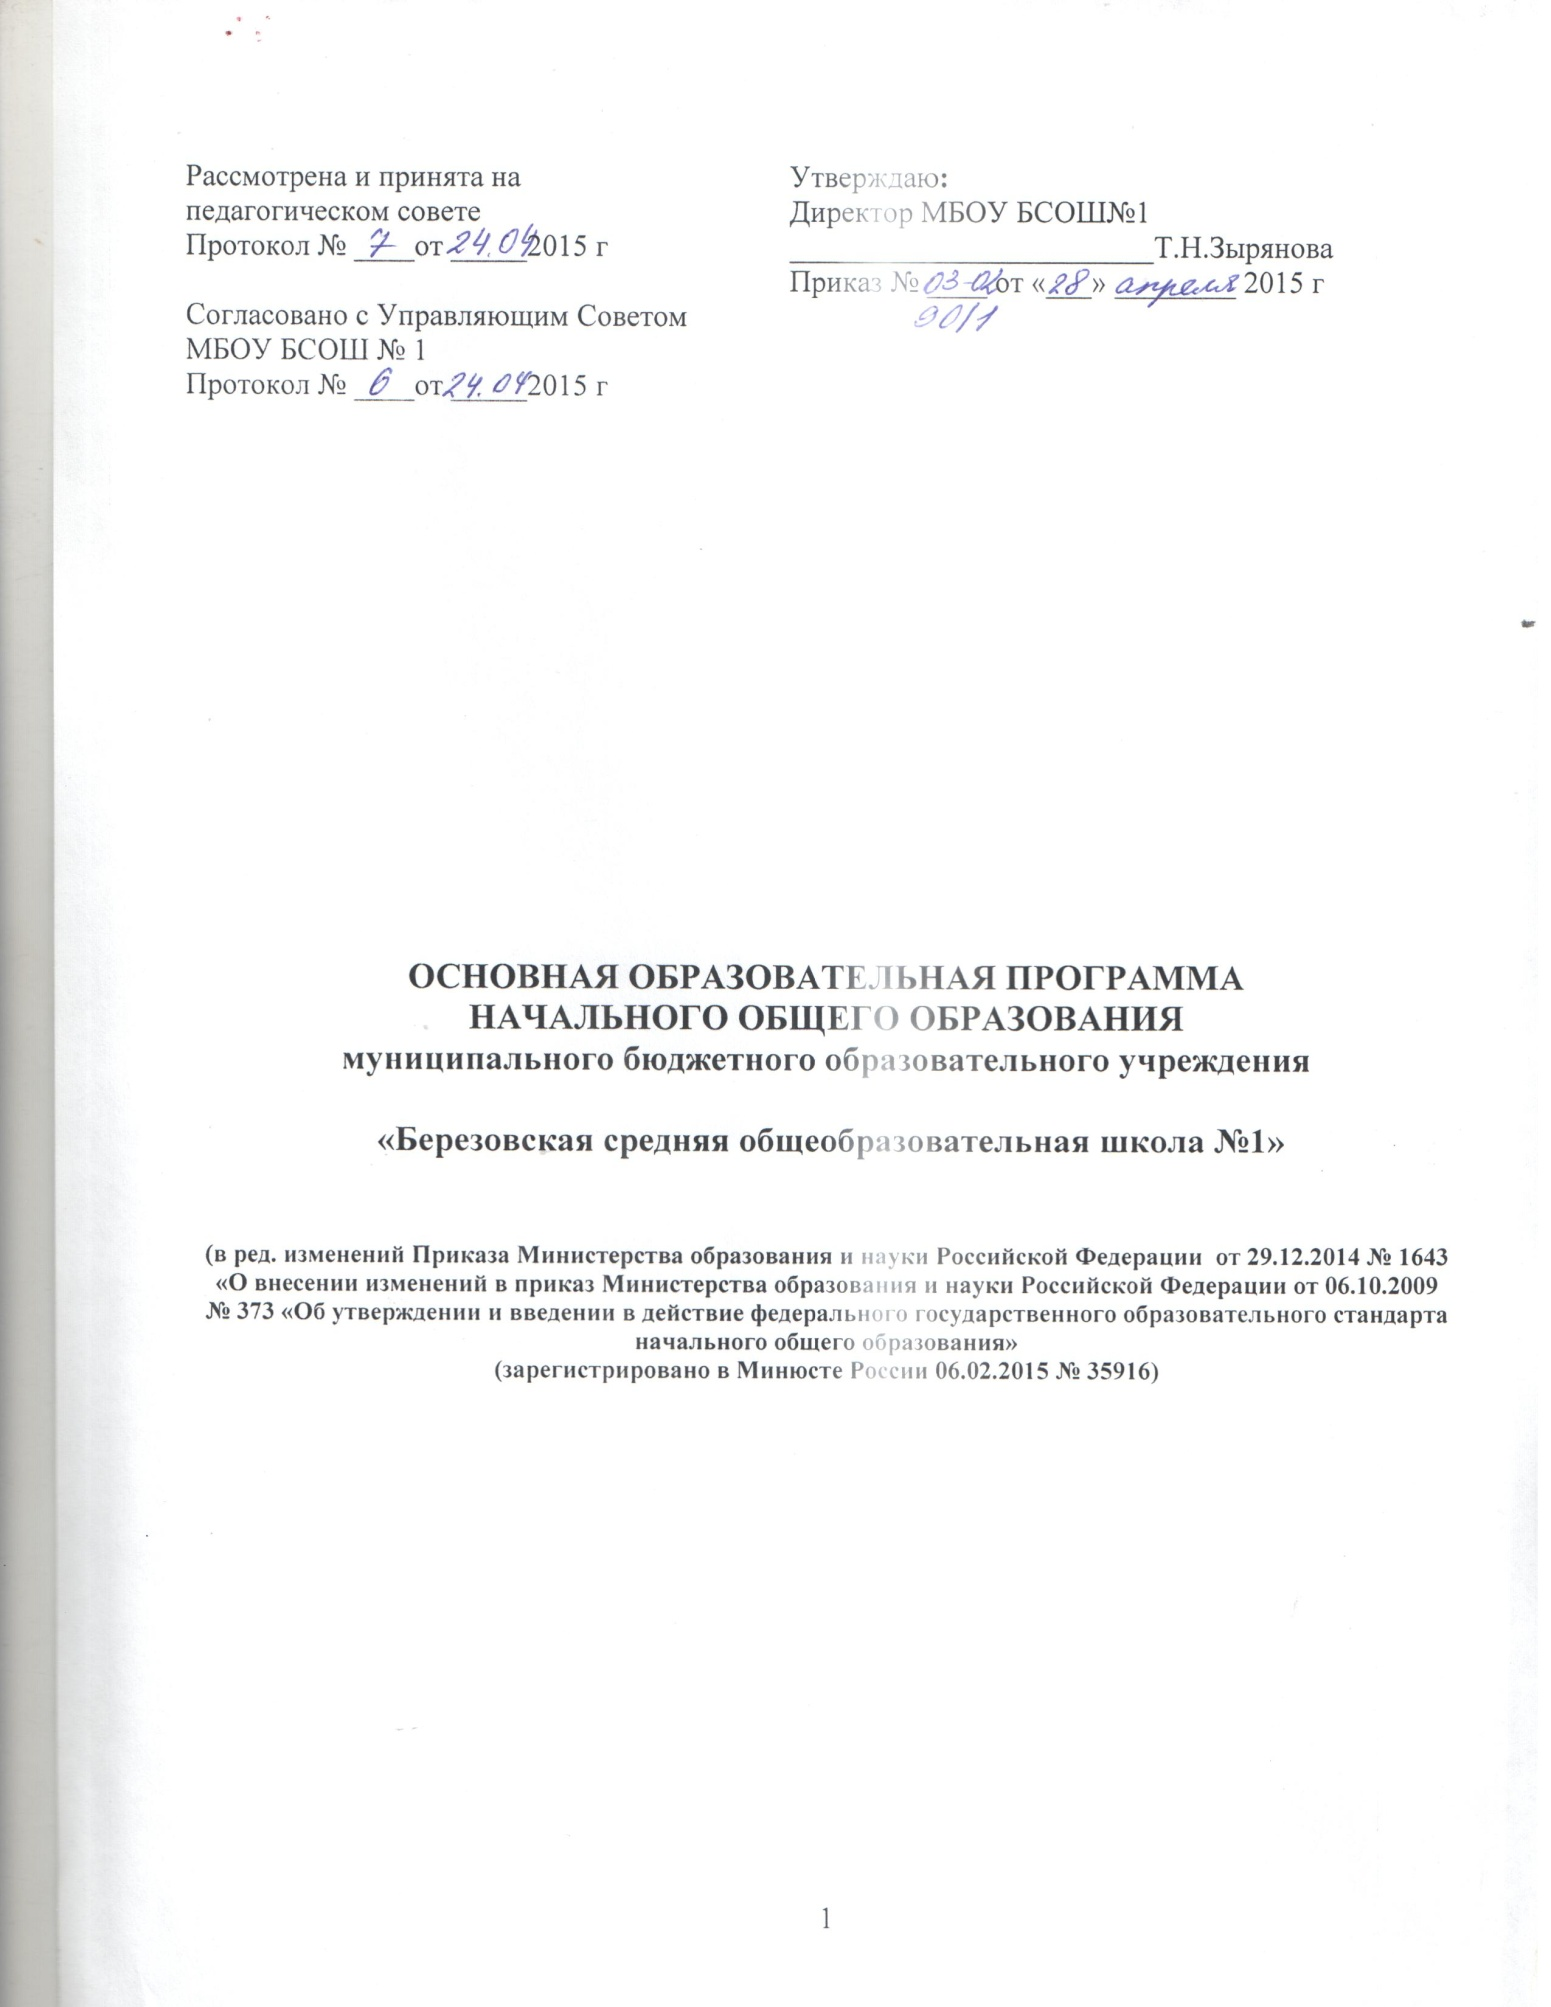 Рассмотрена и принята на
педагогическом совете
Протокол № 7 от 24.04 2015 г
Согласовано с Управляющим Советом
МБОУ БСОШ № 1
Протокол № 6 от 24.04 2015 г
Утверждаю:
Директор МБОУ БСОШ№1
Т.Н.Зырянова
Приказ № 03-02 от «28» апреля 2015 г
90/1
ОСНОВНАЯ ОБРАЗОВАТЕЛЬНАЯ ПРОГРАММА
НАЧАЛЬНОГО ОБЩЕГО ОБРАЗОВАНИЯ
муниципального бюджетного образовательного учреждения
«Березовская средняя общеобразовательная школа №1»
(в ред. изменений Приказа Министерства образования и науки Российской Федерации от 29.12.2014 № 1643
«О внесении изменений в приказ Министерства образования и науки Российской Федерации от 06.10.2009
№ 373 «Об утверждении и введении в действие федерального государственного образовательного стандарта
начального общего образования»
(зарегистрировано в Минюсте России 06.02.2015 № 35916)
1